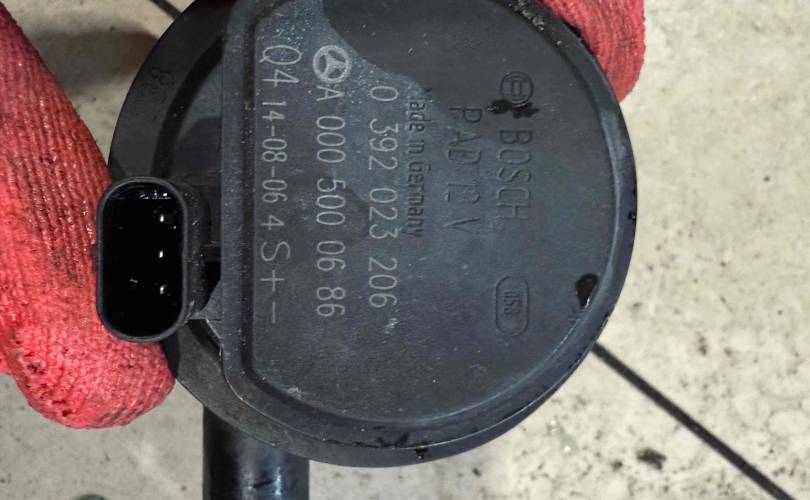 BOSCH
PAD 12 V
Made in Germany
0 392 023 206
A 000 500 06 86
Q4 14-08-06 4 S + -